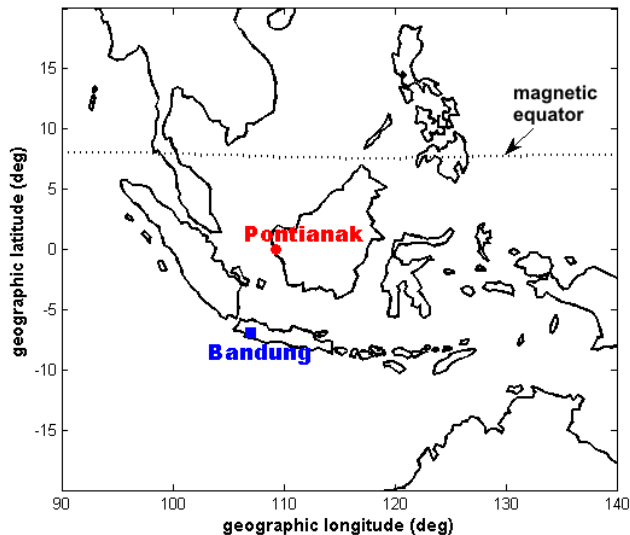 15
10
5
0
-5
-10
-15
geographic latitude (deg)
magnetic
equator
Pontianak
Bandung
90 100 110 120 130 140
geographic longitude (deg)